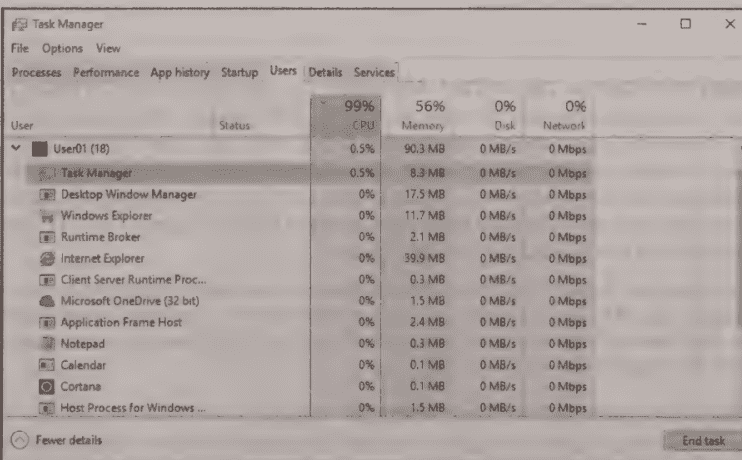 Task Manager
File Options View
Processes Performance App history Startup Users Details Services
99% 56% 0% 0%
User Status CPU Memory Disk Network
User01 (18) 0.5% 90.3 MB 0 MB/s 0 Mbps
Task Manager 0.5% 8.3 MB 0 MB/s 0 Mbps
Desktop Window Manager 0% 17.5 MB 0 MB/s 0 Mbps
Windows Explorer 0% 11.7 MB 0 MB/s 0 Mbps
Runtime Broker 0% 2.1 MB 0 MB/s 0 Mbps
Internet Explorer 0% 39.9 MB 0 MB/s 0 Mbps
Client Server Runtime Proc... 0% 0.3 MB 0 MB/s 0 Mbps
Microsoft OneDrive (32 bit) 0% 1.5 MB 0 MB/s 0 Mbps
Application Frame Host 0% 2.4 MB 0 MB/s 0 Mbps
Notepad 0% 0.3 MB 0 MB/s 0 Mbps
Calendar 0% 0.1 MB 0 MB/s 0 Mbps
Cortana 0% 0.1 MB 0 MB/s 0 Mbps
Host Process for Windows ... 0% 1.5 MB 0 MB/s 0 Mbps
Fewer details End task